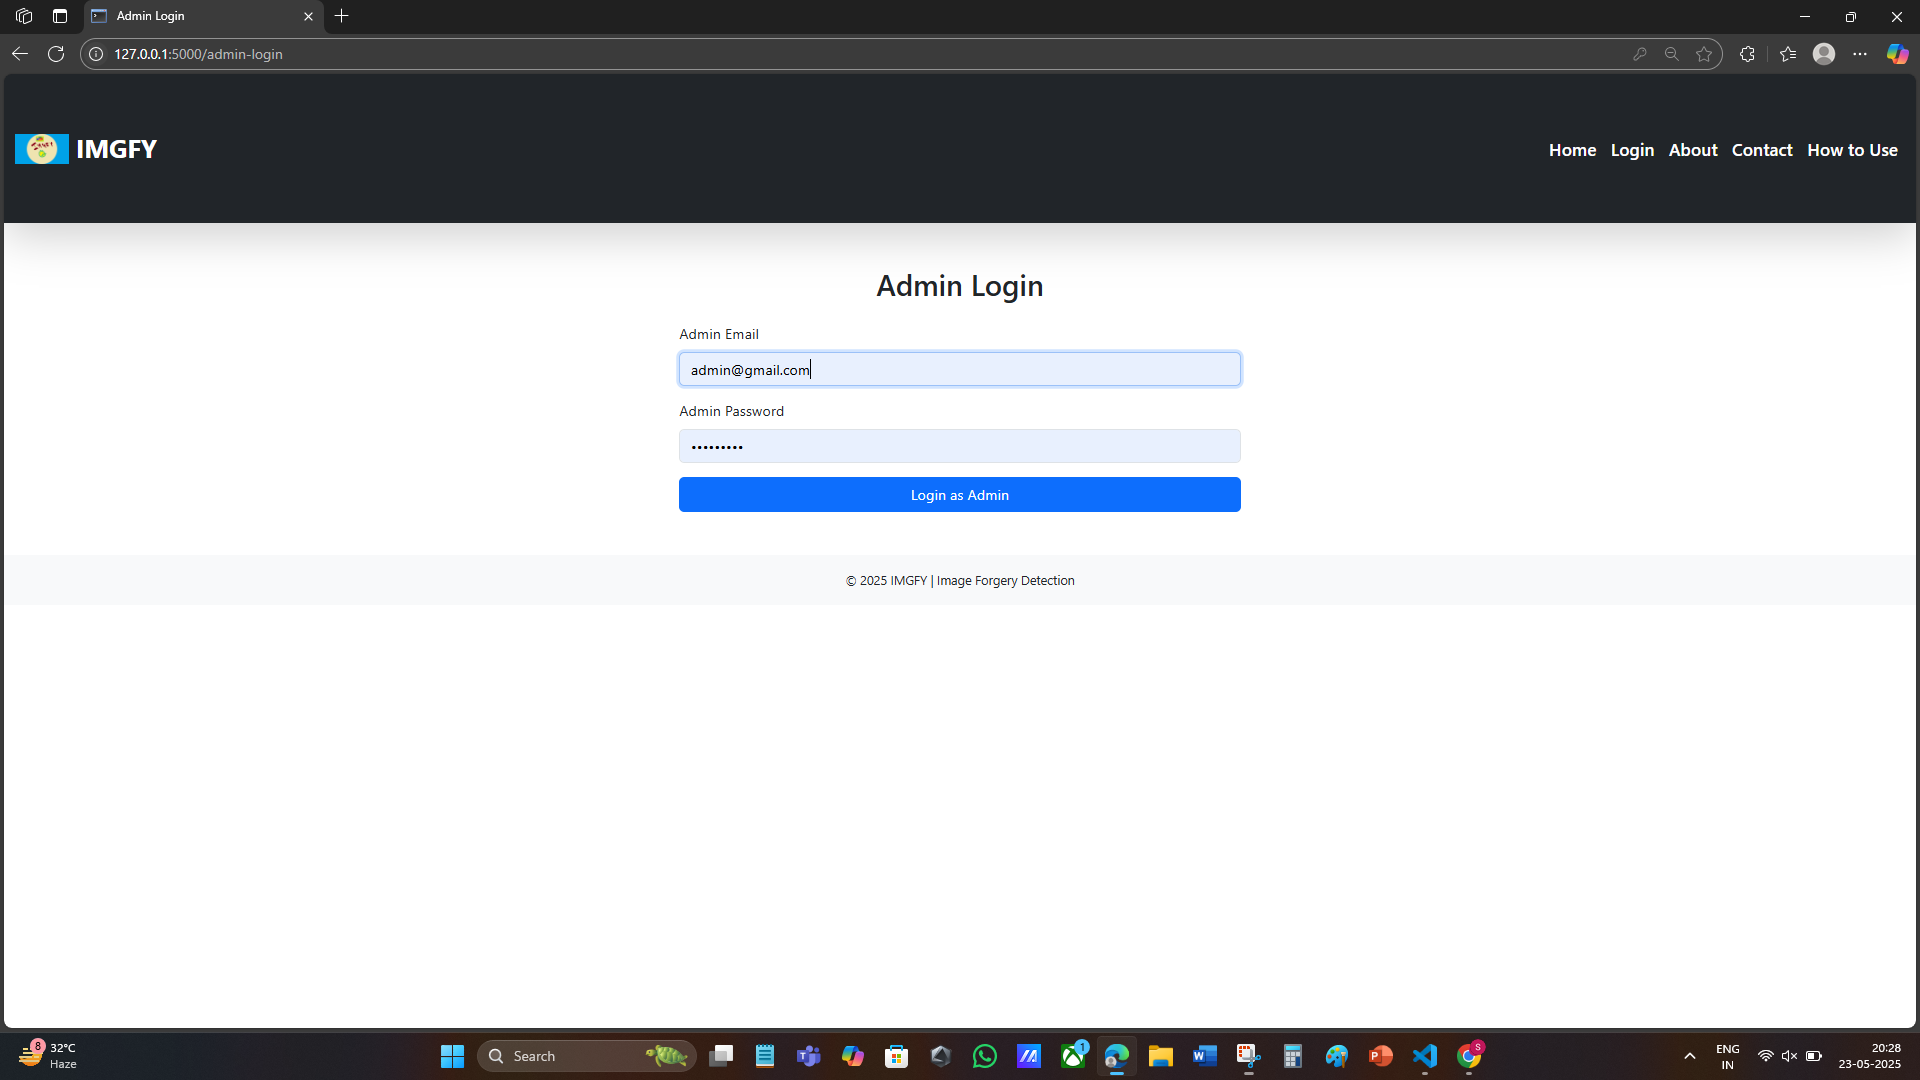 Admin Login
127.0.0.1:5000/admin-login
IMGFY
Home Login About Contact How to Use
Admin Login
Admin Email
admin@gmail.com
Admin Password
•••••••••
Login as Admin
© 2025 IMGFY | Image Forgery Detection
8
32°C
Haze
Search
1
S
ENG
IN
20:28
23-05-2025